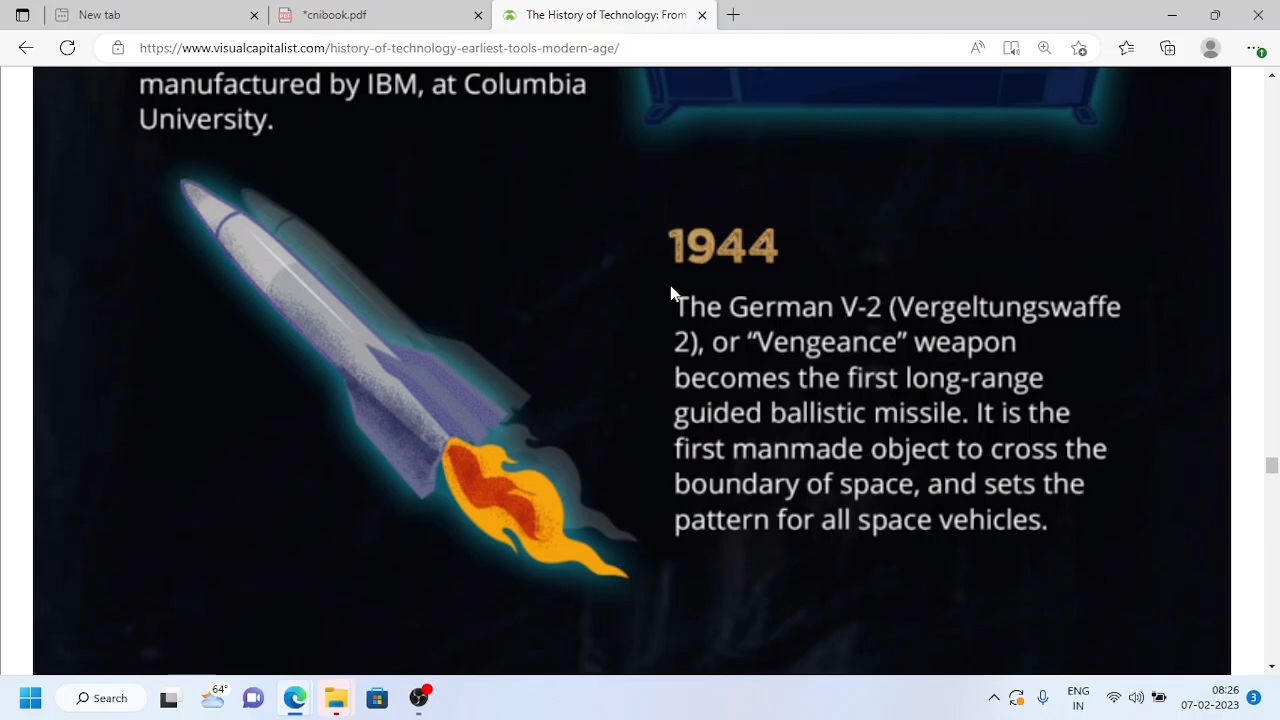 New tab
*cnibook.pdf
The History of Technology: From
https://www.visualcapitalist.com/history-of-technology-earliest-tools-modern-age/
manufactured by IBM, at Columbia
University.
1944
The German V-2 (Vergeltungswaffe
2), or “Vengeance” weapon
becomes the first long-range
guided ballistic missile. It is the
first manmade object to cross the
boundary of space, and sets the
pattern for all space vehicles.
Search
64°
ENG
IN
08:26
07-02-2023
3